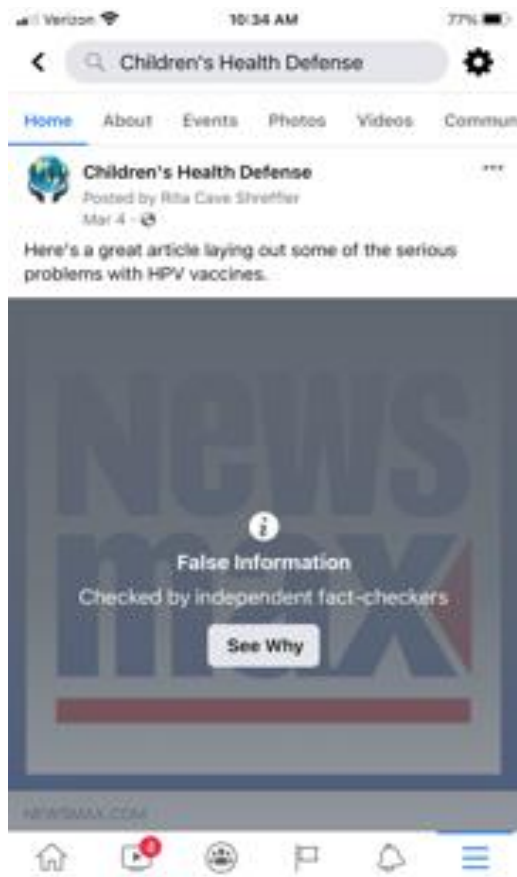 Verizon 10:34 AM 77%
Children's Health Defense
Home About Events Photos Videos Commun
Children's Health Defense
Posted by Rita Cave Shreffler
Mar 4
Here's a great article laying out some of the serious
problems with HPV vaccines.
News
max
False Information
Checked by independent fact-checkers
See Why
NEWSMAX.COM
4